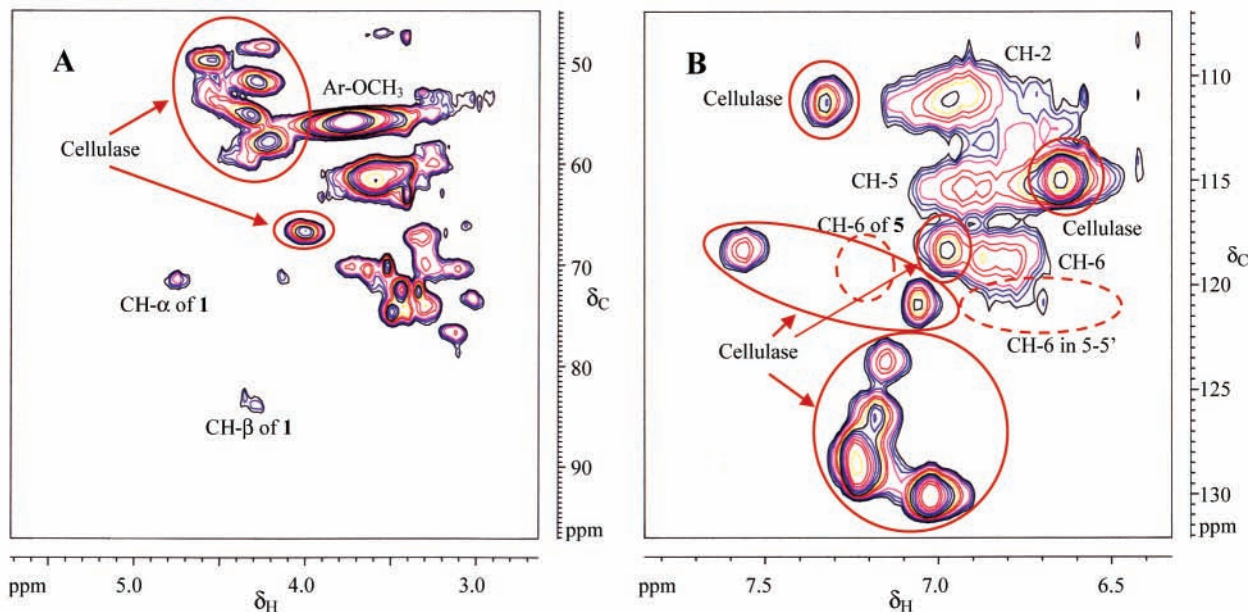 A
Ar-OCH₃
Cellulase
CH-α of 1
CH-β of 1
50
60
70
δC
80
90
ppm
ppm
5.0
4.0
3.0
δH
B
CH-2
Cellulase
CH-5
Cellulase
CH-6 of 5
CH-6
Cellulase
CH-6 in 5-5’
110
115
120
δC
125
130
ppm
ppm
7.5
7.0
6.5
δH